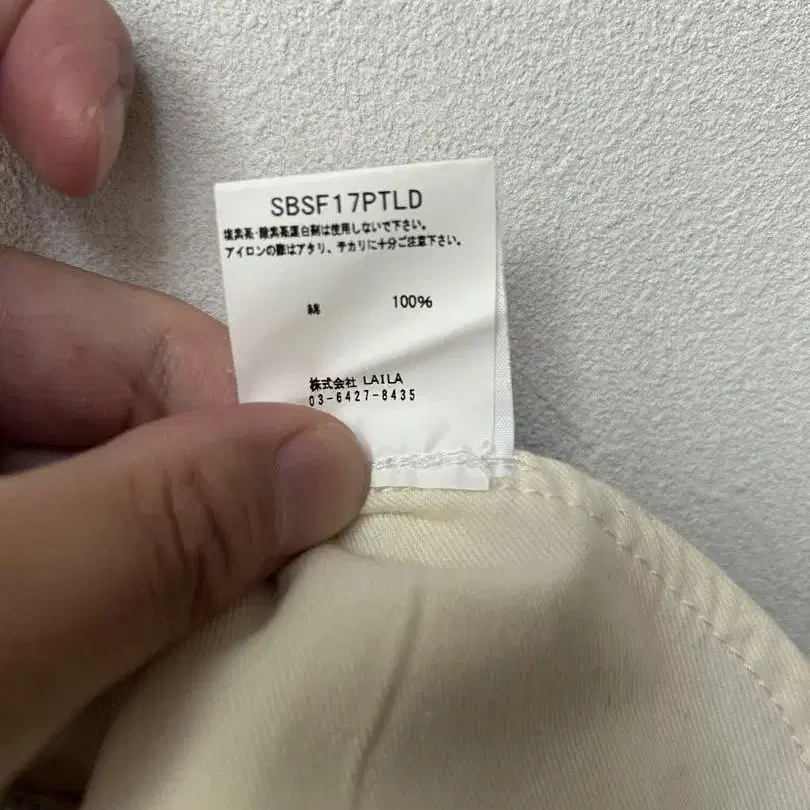 SBSF17PTLD
塩素系・酸素系漂白剤は使用しないで下さい。
アイロンの際はアタリ、テカリに十分ご注意下さい。
綿 100%
株式会社 LAILA
03-6427-8435